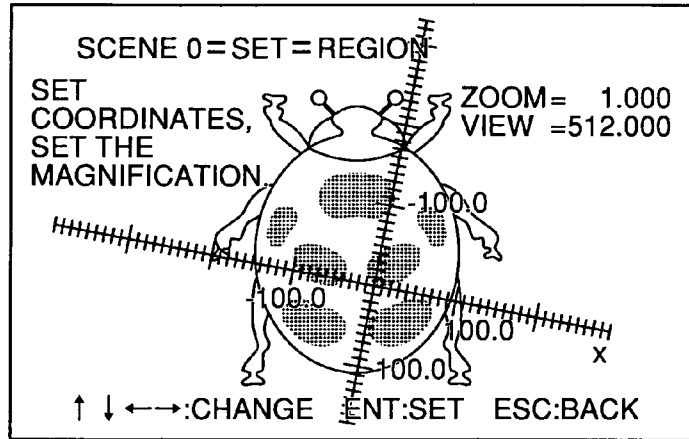 SCENE 0=SET=REGION
SET
COORDINATES,
SET THE
MAGNIFICATION.
ZOOM= 1.000
VIEW =512.000
-100.0
-100.0
100.0
X
100.0
↑ ↓ ←→:CHANGE ENT:SET ESC:BACK